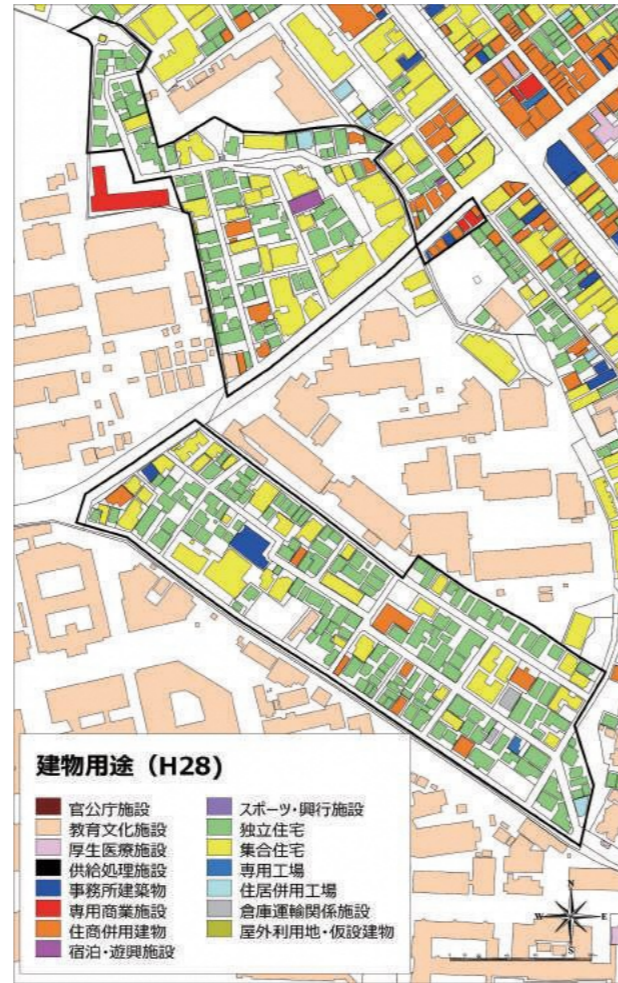 建物用途（H28）
官公庁施設
教育文化施設
厚生医療施設
供給処理施設
事務所建築物
専用商業施設
住商併用建物
宿泊・遊興施設
スポーツ・興行施設
独立住宅
集合住宅
専用工場
住居併用工場
倉庫運輸関係施設
屋外利用地・仮設建物
N
W
E
S